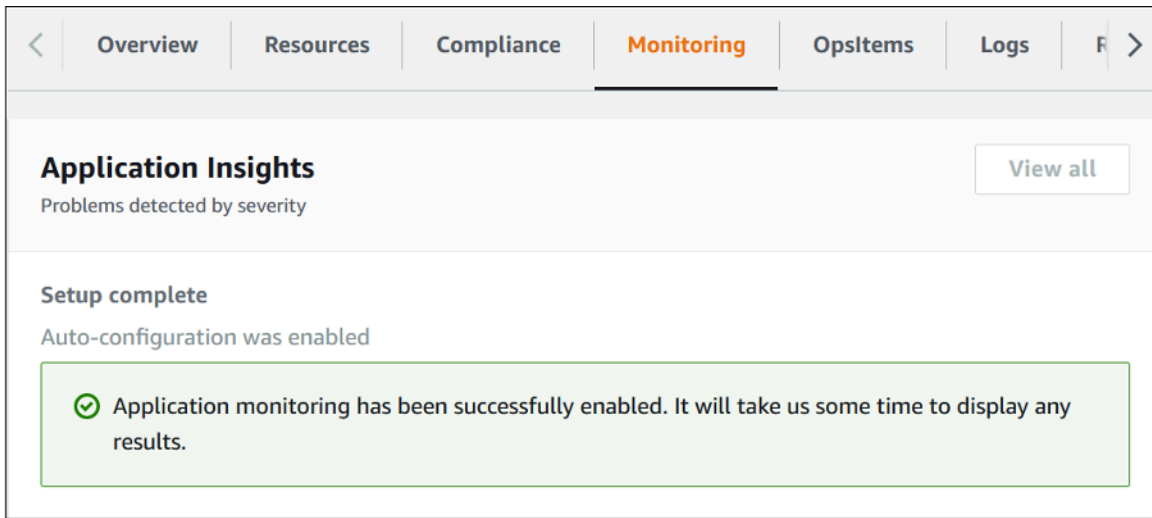 Overview Resources Compliance Monitoring OpsItems Logs
Application Insights
View all
Problems detected by severity
Setup complete
Auto-configuration was enabled
Application monitoring has been successfully enabled. It will take us some time to display any
results.